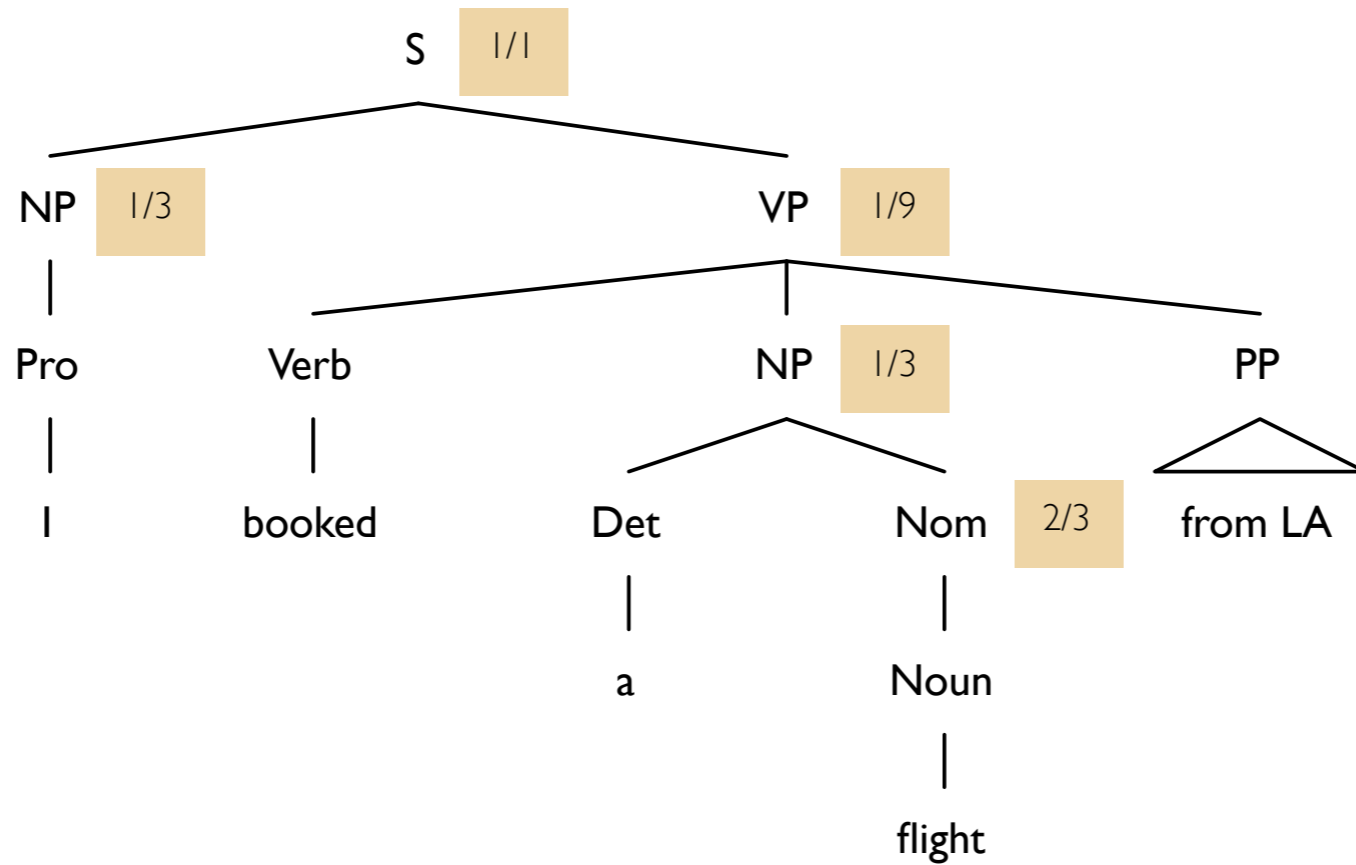 S 1/1
NP 1/3 VP 1/9
Pro Verb NP 1/3 PP
I booked Det Nom 2/3 from LA
a Noun
flight